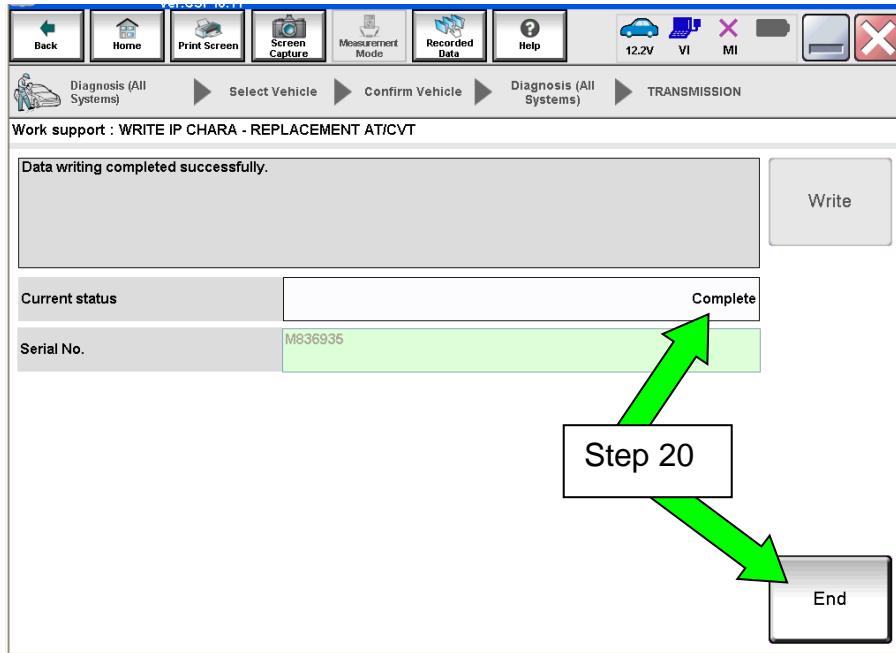 Back
Home
Print Screen
Screen
Capture
Measurement
Mode
Recorded
Data
Help
12.2V
VI
MI
Diagnosis (All
Systems)
Select Vehicle
Confirm Vehicle
Diagnosis (All
Systems)
TRANSMISSION
Work support : WRITE IP CHARA - REPLACEMENT AT/CVT
Data writing completed successfully.
Write
Current status
Complete
Serial No.
M836935
Step 20
End